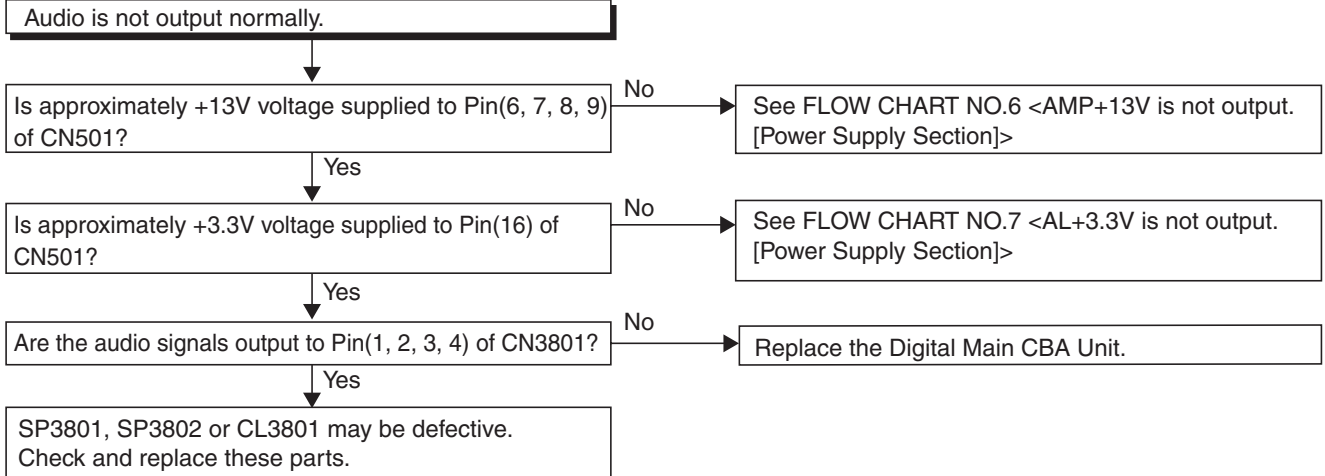 Audio is not output normally.
Is approximately +13V voltage supplied to Pin(6, 7, 8, 9)
of CN501?
No
See FLOW CHART NO.6 <AMP+13V is not output.
[Power Supply Section]>
Yes
Is approximately +3.3V voltage supplied to Pin(16) of
CN501?
No
See FLOW CHART NO.7 <AL+3.3V is not output.
[Power Supply Section]>
Yes
Are the audio signals output to Pin(1, 2, 3, 4) of CN3801?
No
Replace the Digital Main CBA Unit.
Yes
SP3801, SP3802 or CL3801 may be defective.
Check and replace these parts.